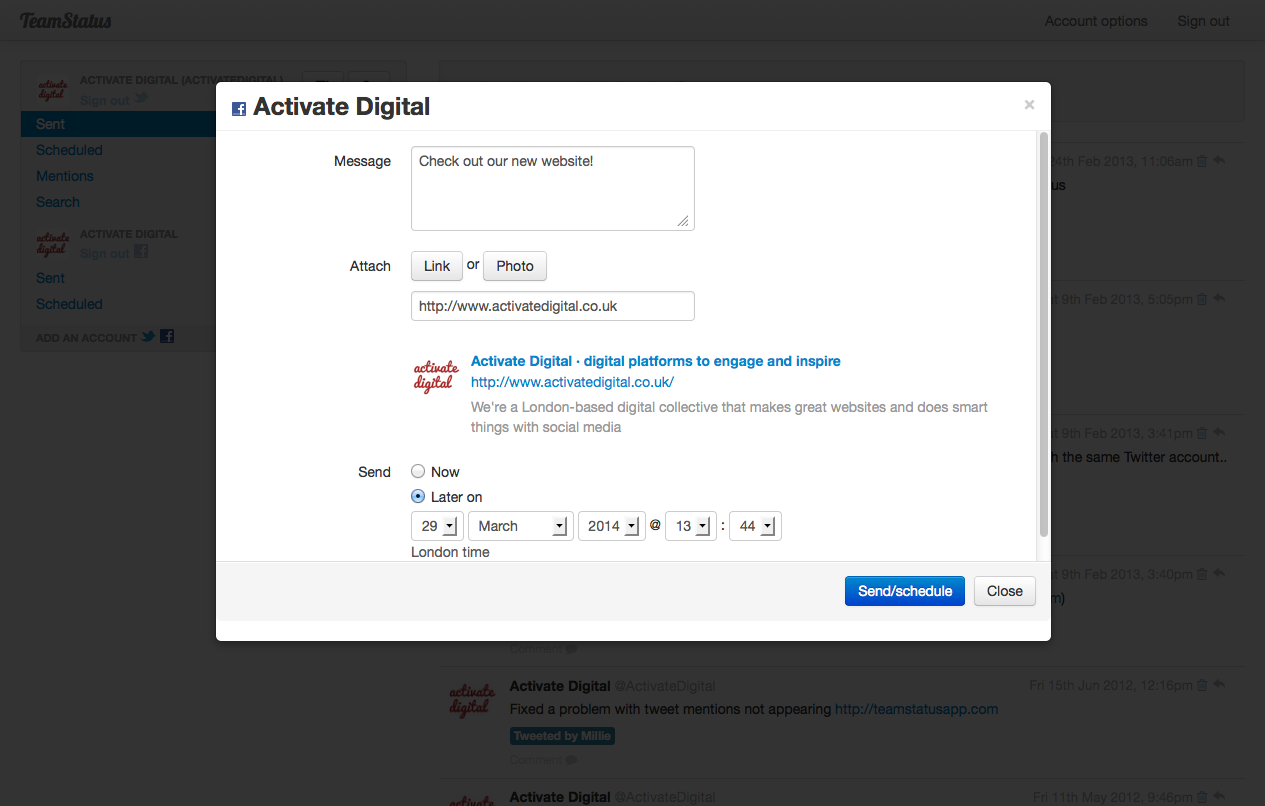 TeamStatus
Account options
Sign out
activate digital
ACTIVATE DIGITAL (ACTIVATEDIGITAL)
Sign out
Sent
Scheduled
Mentions
Search
activate digital
ACTIVATE DIGITAL
Sign out
Sent
Scheduled
ADD AN ACCOUNT
Activate Digital
×
Message
Check out our new website!
Attach
Link or Photo
http://www.activatedigital.co.uk
activate digital
Activate Digital · digital platforms to engage and inspire
http://www.activatedigital.co.uk/
We're a London-based digital collective that makes great websites and does smart
things with social media
Send
Now
Later on
29 March 2014 @ 13 : 44
London time
Send/schedule
Close
24th Feb 2013, 11:06am
us
9th Feb 2013, 5:05pm
9th Feb 2013, 3:41pm
the same Twitter account..
9th Feb 2013, 3:40pm
Comment
activate digital
Activate Digital @ActivateDigital
Fri 15th Jun 2012, 12:16pm
Fixed a problem with tweet mentions not appearing http://teamstatusapp.com
Tweeted by Millie
Comment
activate
Activate Digital @ActivateDigital
Fri 11th May 2012, 9:46pm